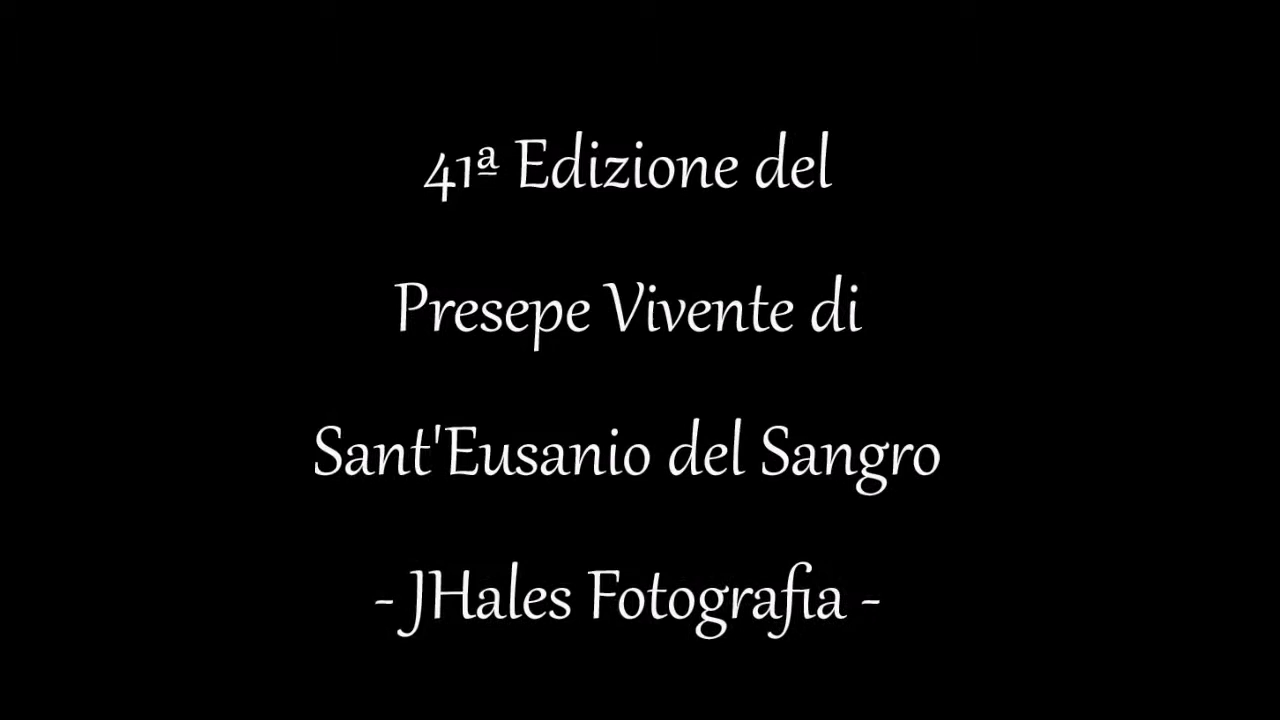 41ª Edizione del
Presepe Vivente di
Sant'Eusanio del Sangro
- JHales Fotografia -